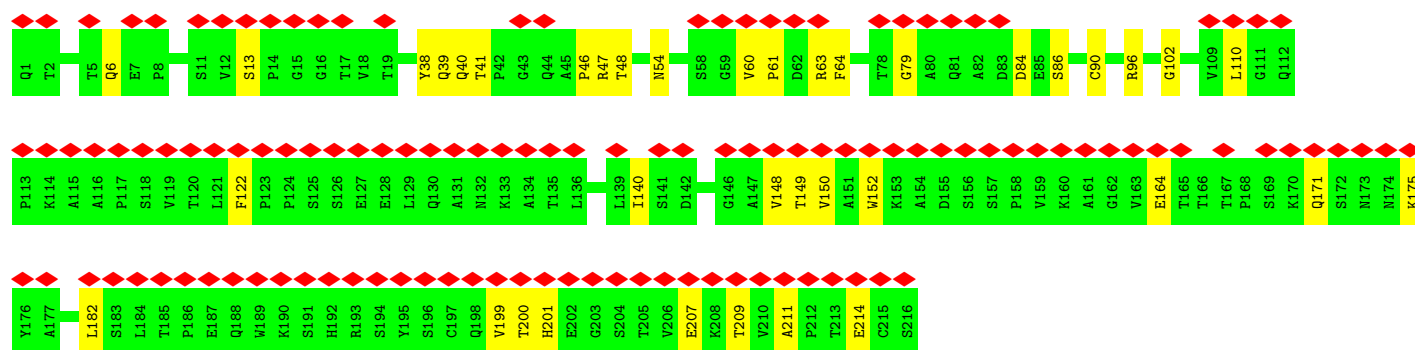 Q1 T2 T5 Q6 E7 P8 S11 V12 S13 P14 G15 G16 T17 V18 T19 Y38 Q39 Q40 T41 P42 G43 Q44 A45 P46 R47 T48 N54 S58 G59 V60 P61 D62 R63 F64 T78 G79 A80 Q81 A82 D83 D84 E85 S86 C90 R96 G102 V109 L110 G111 Q112
P113 K114 A115 A116 P117 S118 V119 T120 L121 F122 P123 P124 S125 S126 E127 E128 L129 Q130 A131 N132 K133 A134 T135 L136 L139 I140 S141 D142 G146 A147 V148 T149 V150 A151 W152 K153 A154 D155 S156 S157 P158 V159 K160 A161 G162 V163 E164 T165 T166 T167 P168 S169 K170 Q171 S172 N173 N174 K175
Y176 A177 L182 S183 L184 T185 P186 E187 Q188 W189 K190 S191 H192 R193 S194 Y195 S196 C197 Q198 V199 T200 H201 E202 G203 S204 T205 V206 E207 K208 T209 V210 A211 P212 T213 E214 C215 S216